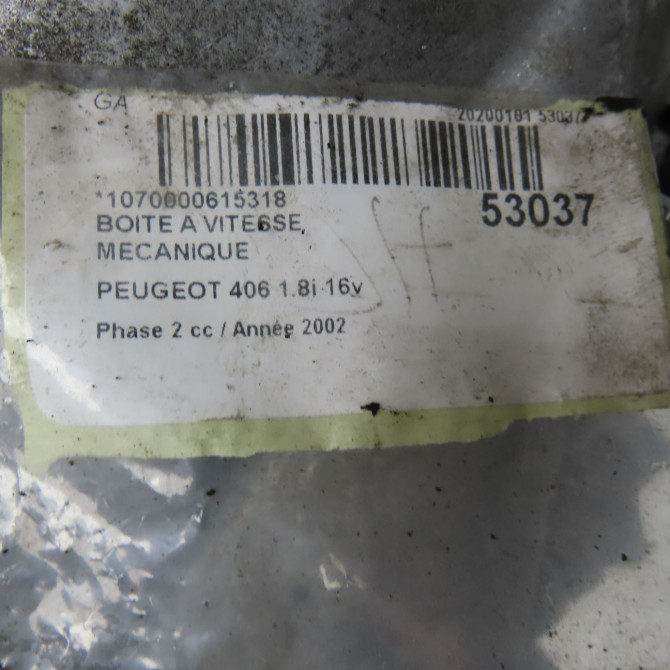 GA
20200101 53037
*1070000615318
53037
BOITE A VITESSE
MECANIQUE
PEUGEOT 406 1.8i 16v
Phase 2 cc / Année 2002